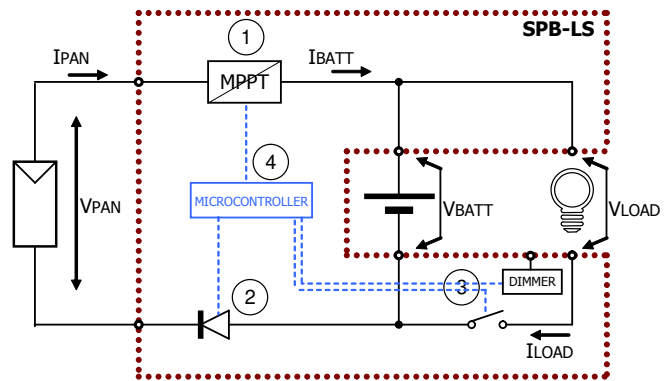 SPB-LS
1
IPAN
IBATT
MPPT
4
MICROCONTROLLER
VPAN
VBATT
VLOAD
2
3
DIMMER
ILOAD